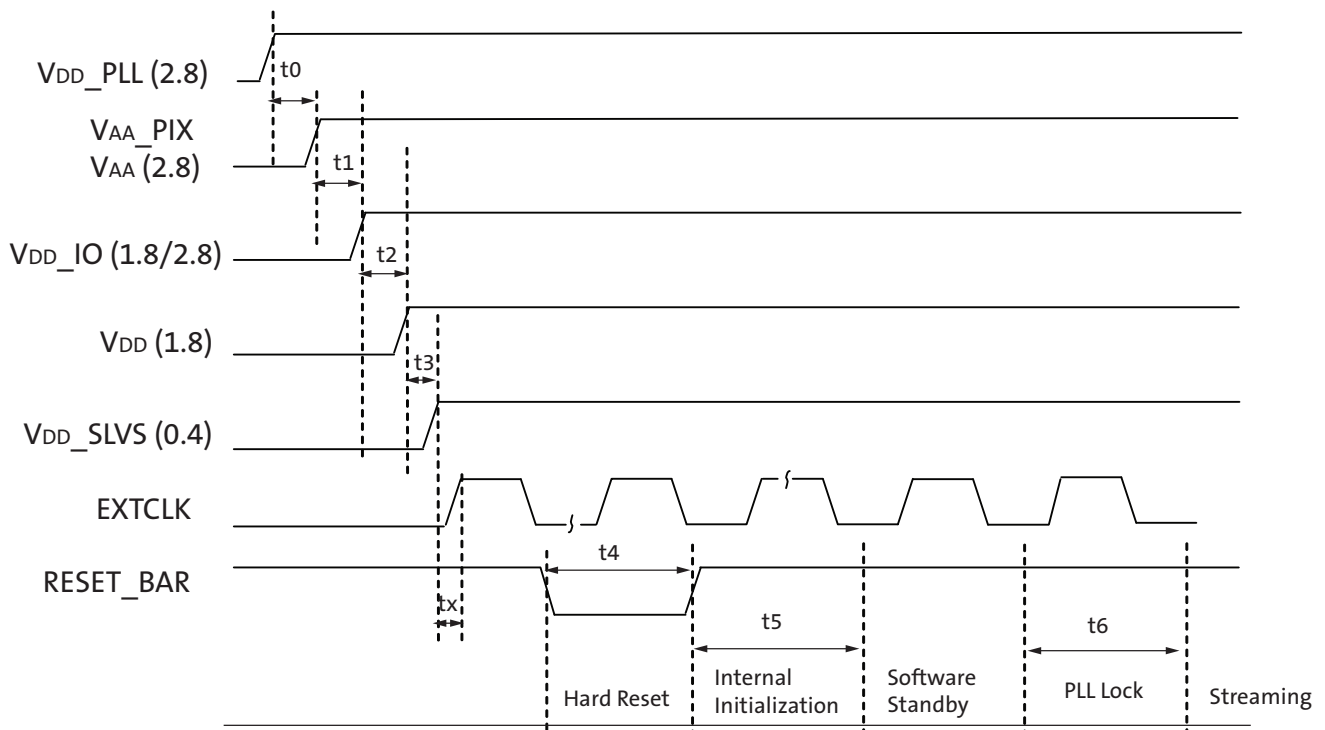 VDD_PLL (2.8)
t0
VAA_PIX
VAA (2.8)
t1
VDD_IO (1.8/2.8)
t2
VDD (1.8)
t3
VDD_SLVS (0.4)
EXTCLK
t4
RESET_BAR
tx
t5
t6
Hard Reset
Internal
Initialization
Software
Standby
PLL Lock
Streaming